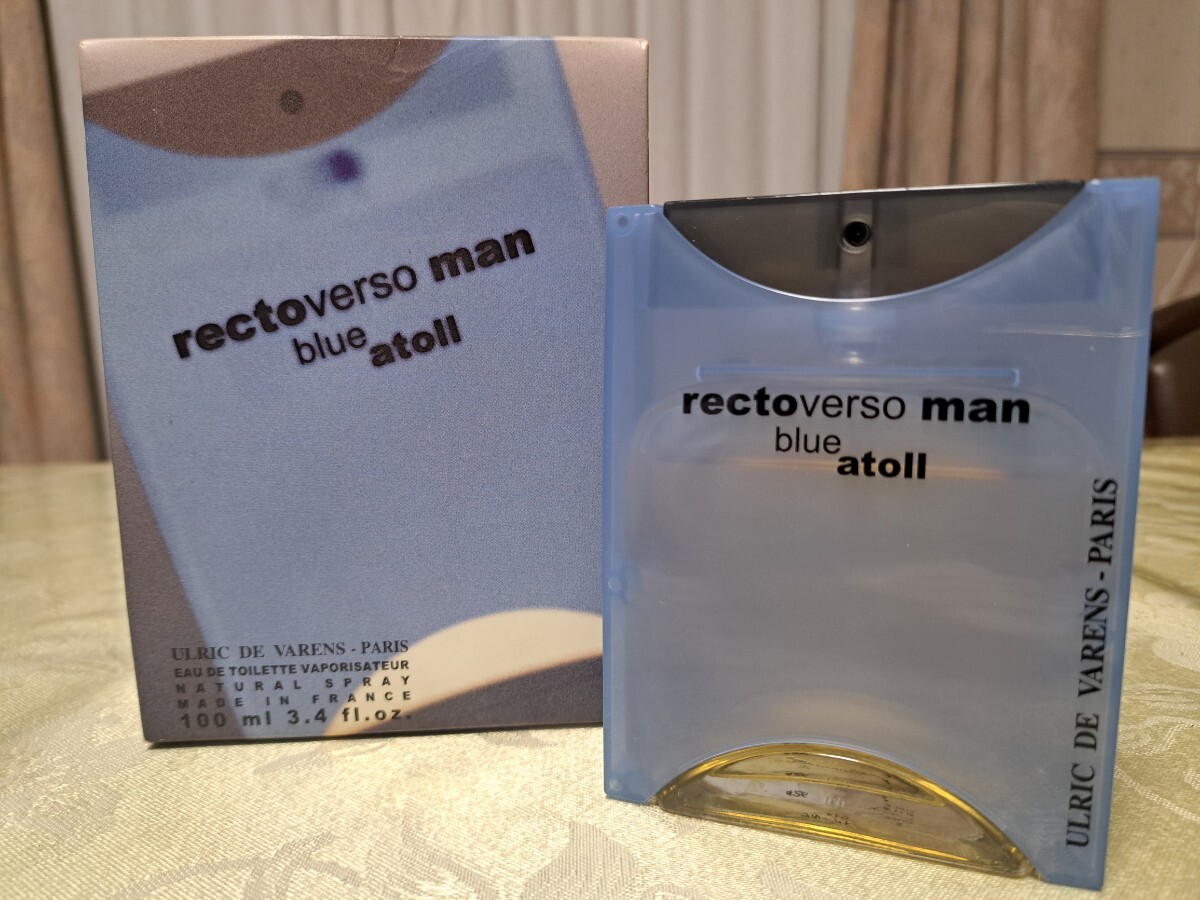 rectoverso man
blue atoll
ULRIC DE VARENS - PARIS
EAU DE TOILETTE VAPORISATEUR
NATURAL SPRAY
MADE IN FRANCE
100 ml 3.4 fl.oz.
rectoverso man
blue atoll
ULRIC DE VARENS - PARIS